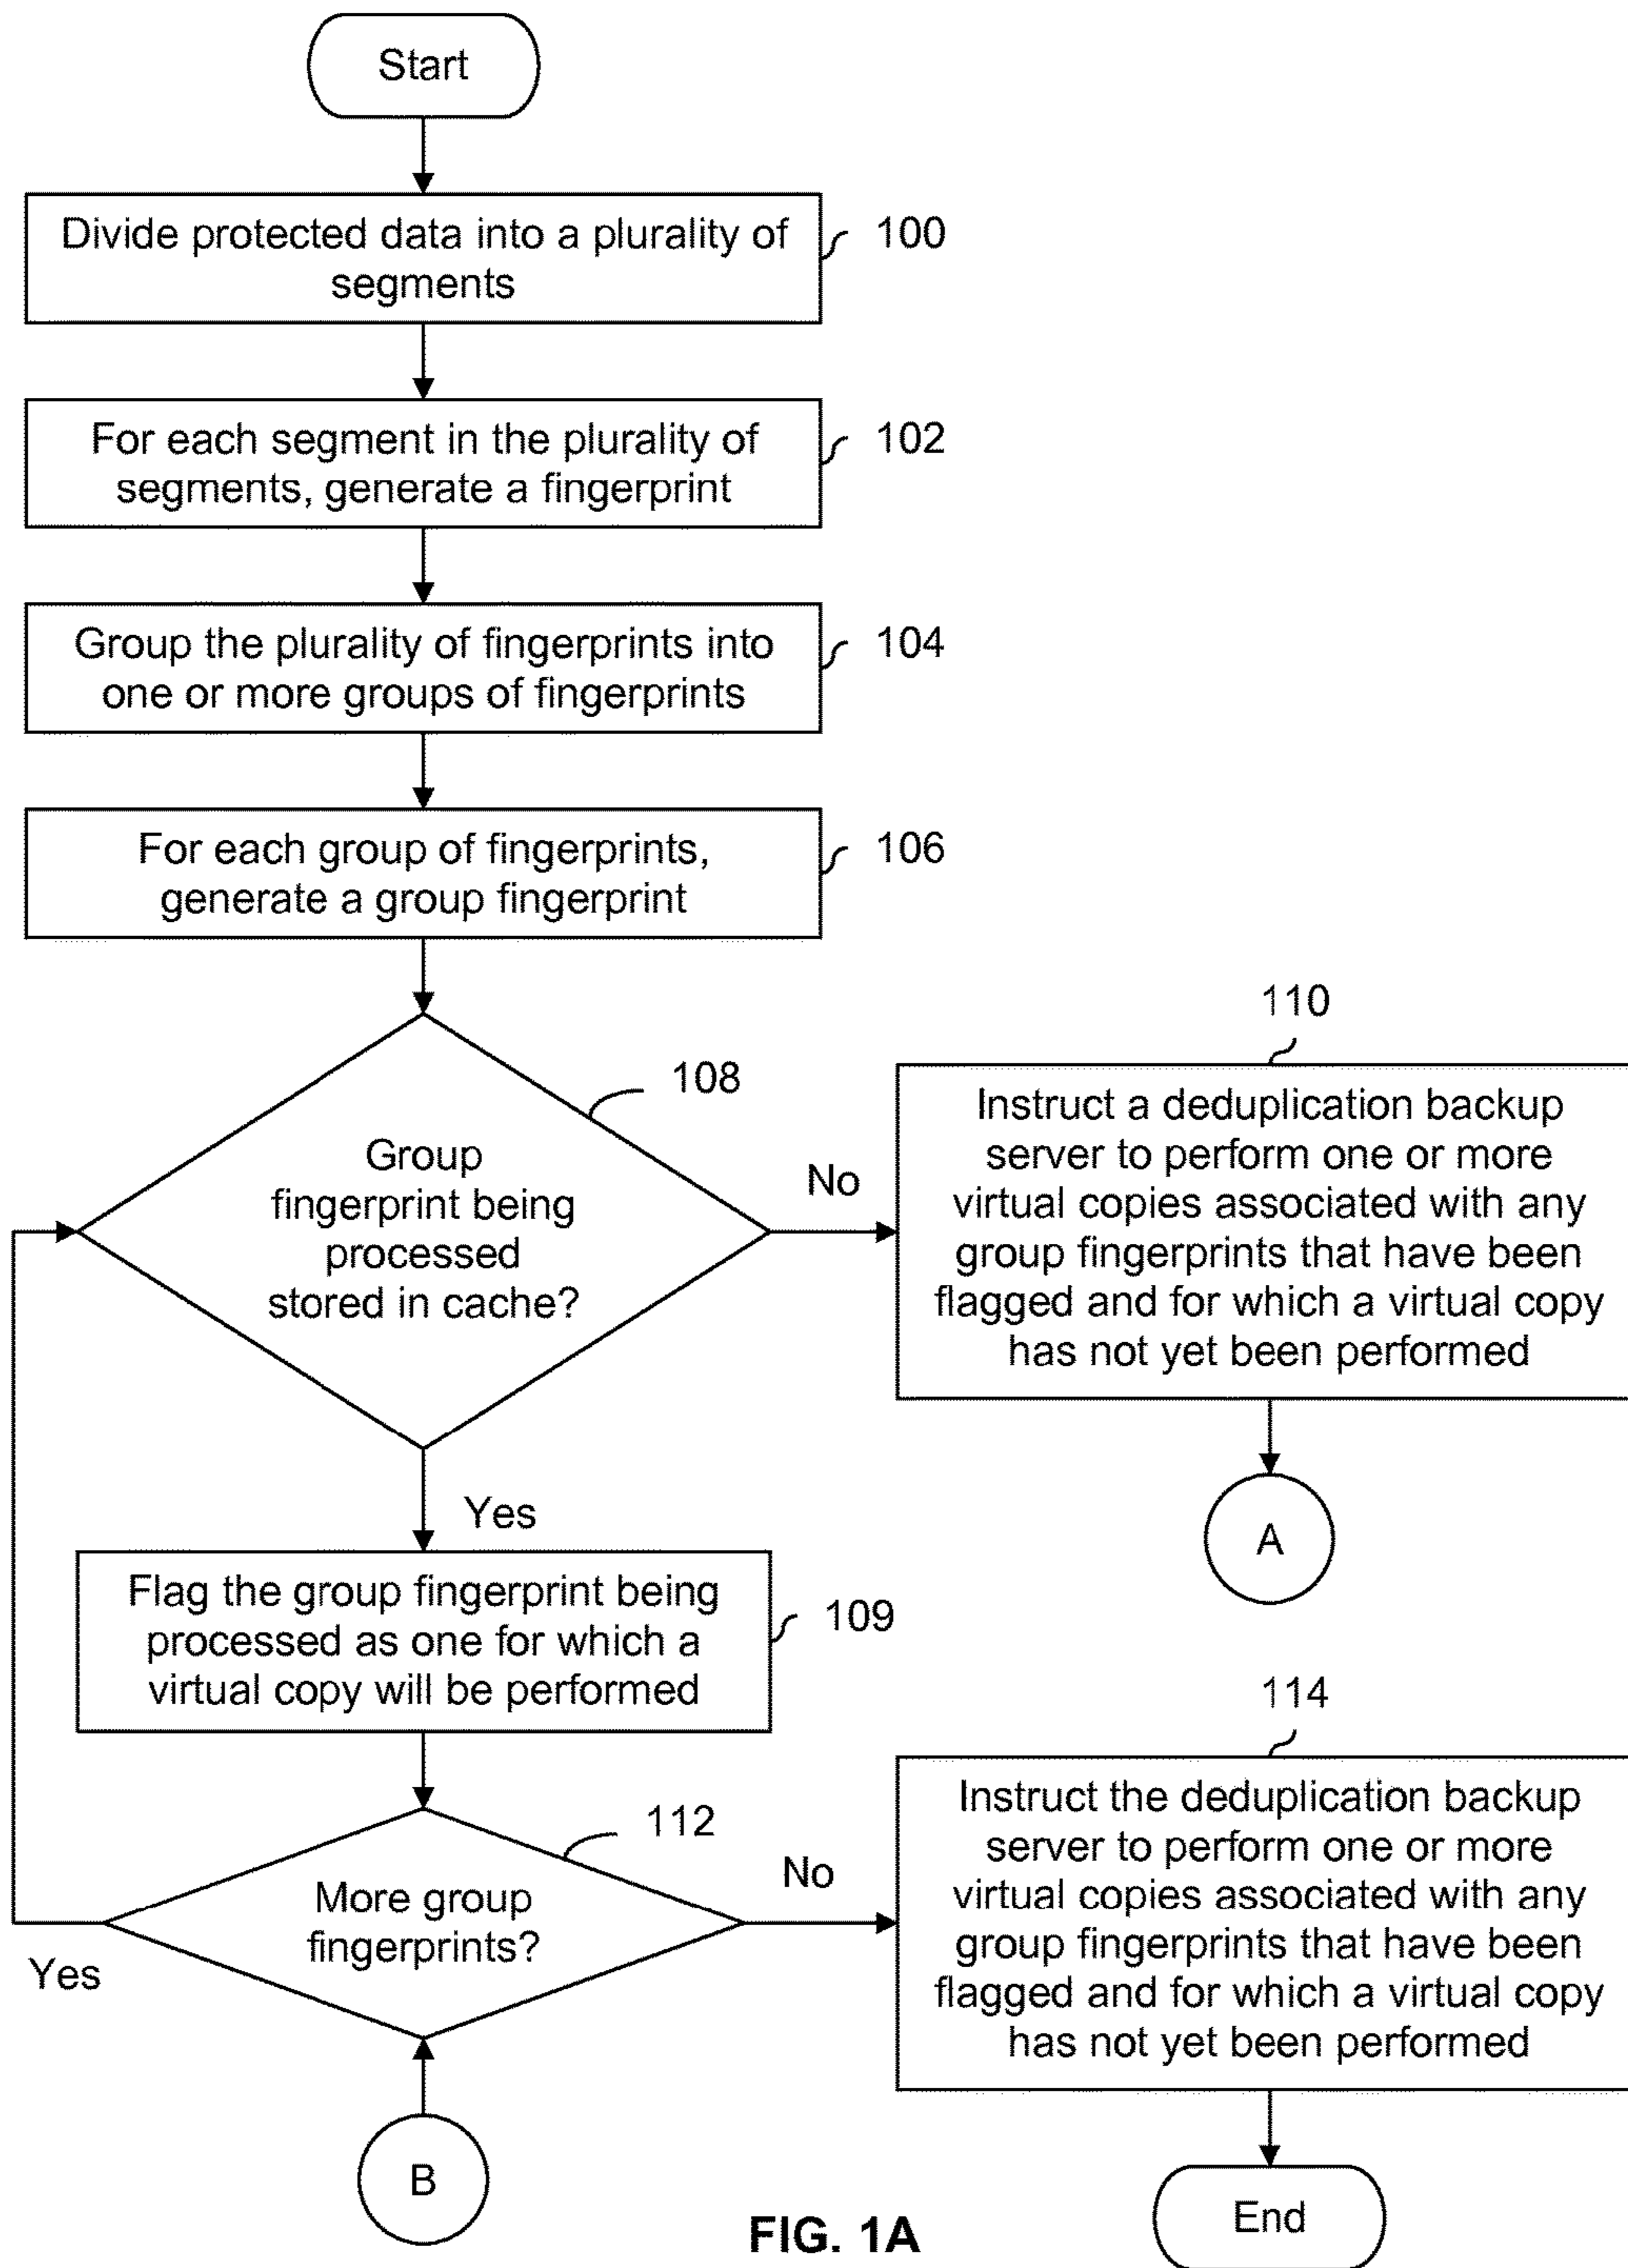 Start
Divide protected data into a plurality of
segments
100
For each segment in the plurality of
segments, generate a fingerprint
102
Group the plurality of fingerprints into
one or more groups of fingerprints
104
For each group of fingerprints,
generate a group fingerprint
106
108
Group
fingerprint being
processed
stored in cache?
No
110
Instruct a deduplication backup
server to perform one or more
virtual copies associated with any
group fingerprints that have been
flagged and for which a virtual copy
has not yet been performed
A
Yes
Flag the group fingerprint being
processed as one for which a
virtual copy will be performed
109
112
More group
fingerprints?
Yes
No
114
Instruct the deduplication backup
server to perform one or more
virtual copies associated with any
group fingerprints that have been
flagged and for which a virtual copy
has not yet been performed
B
End
FIG. 1A